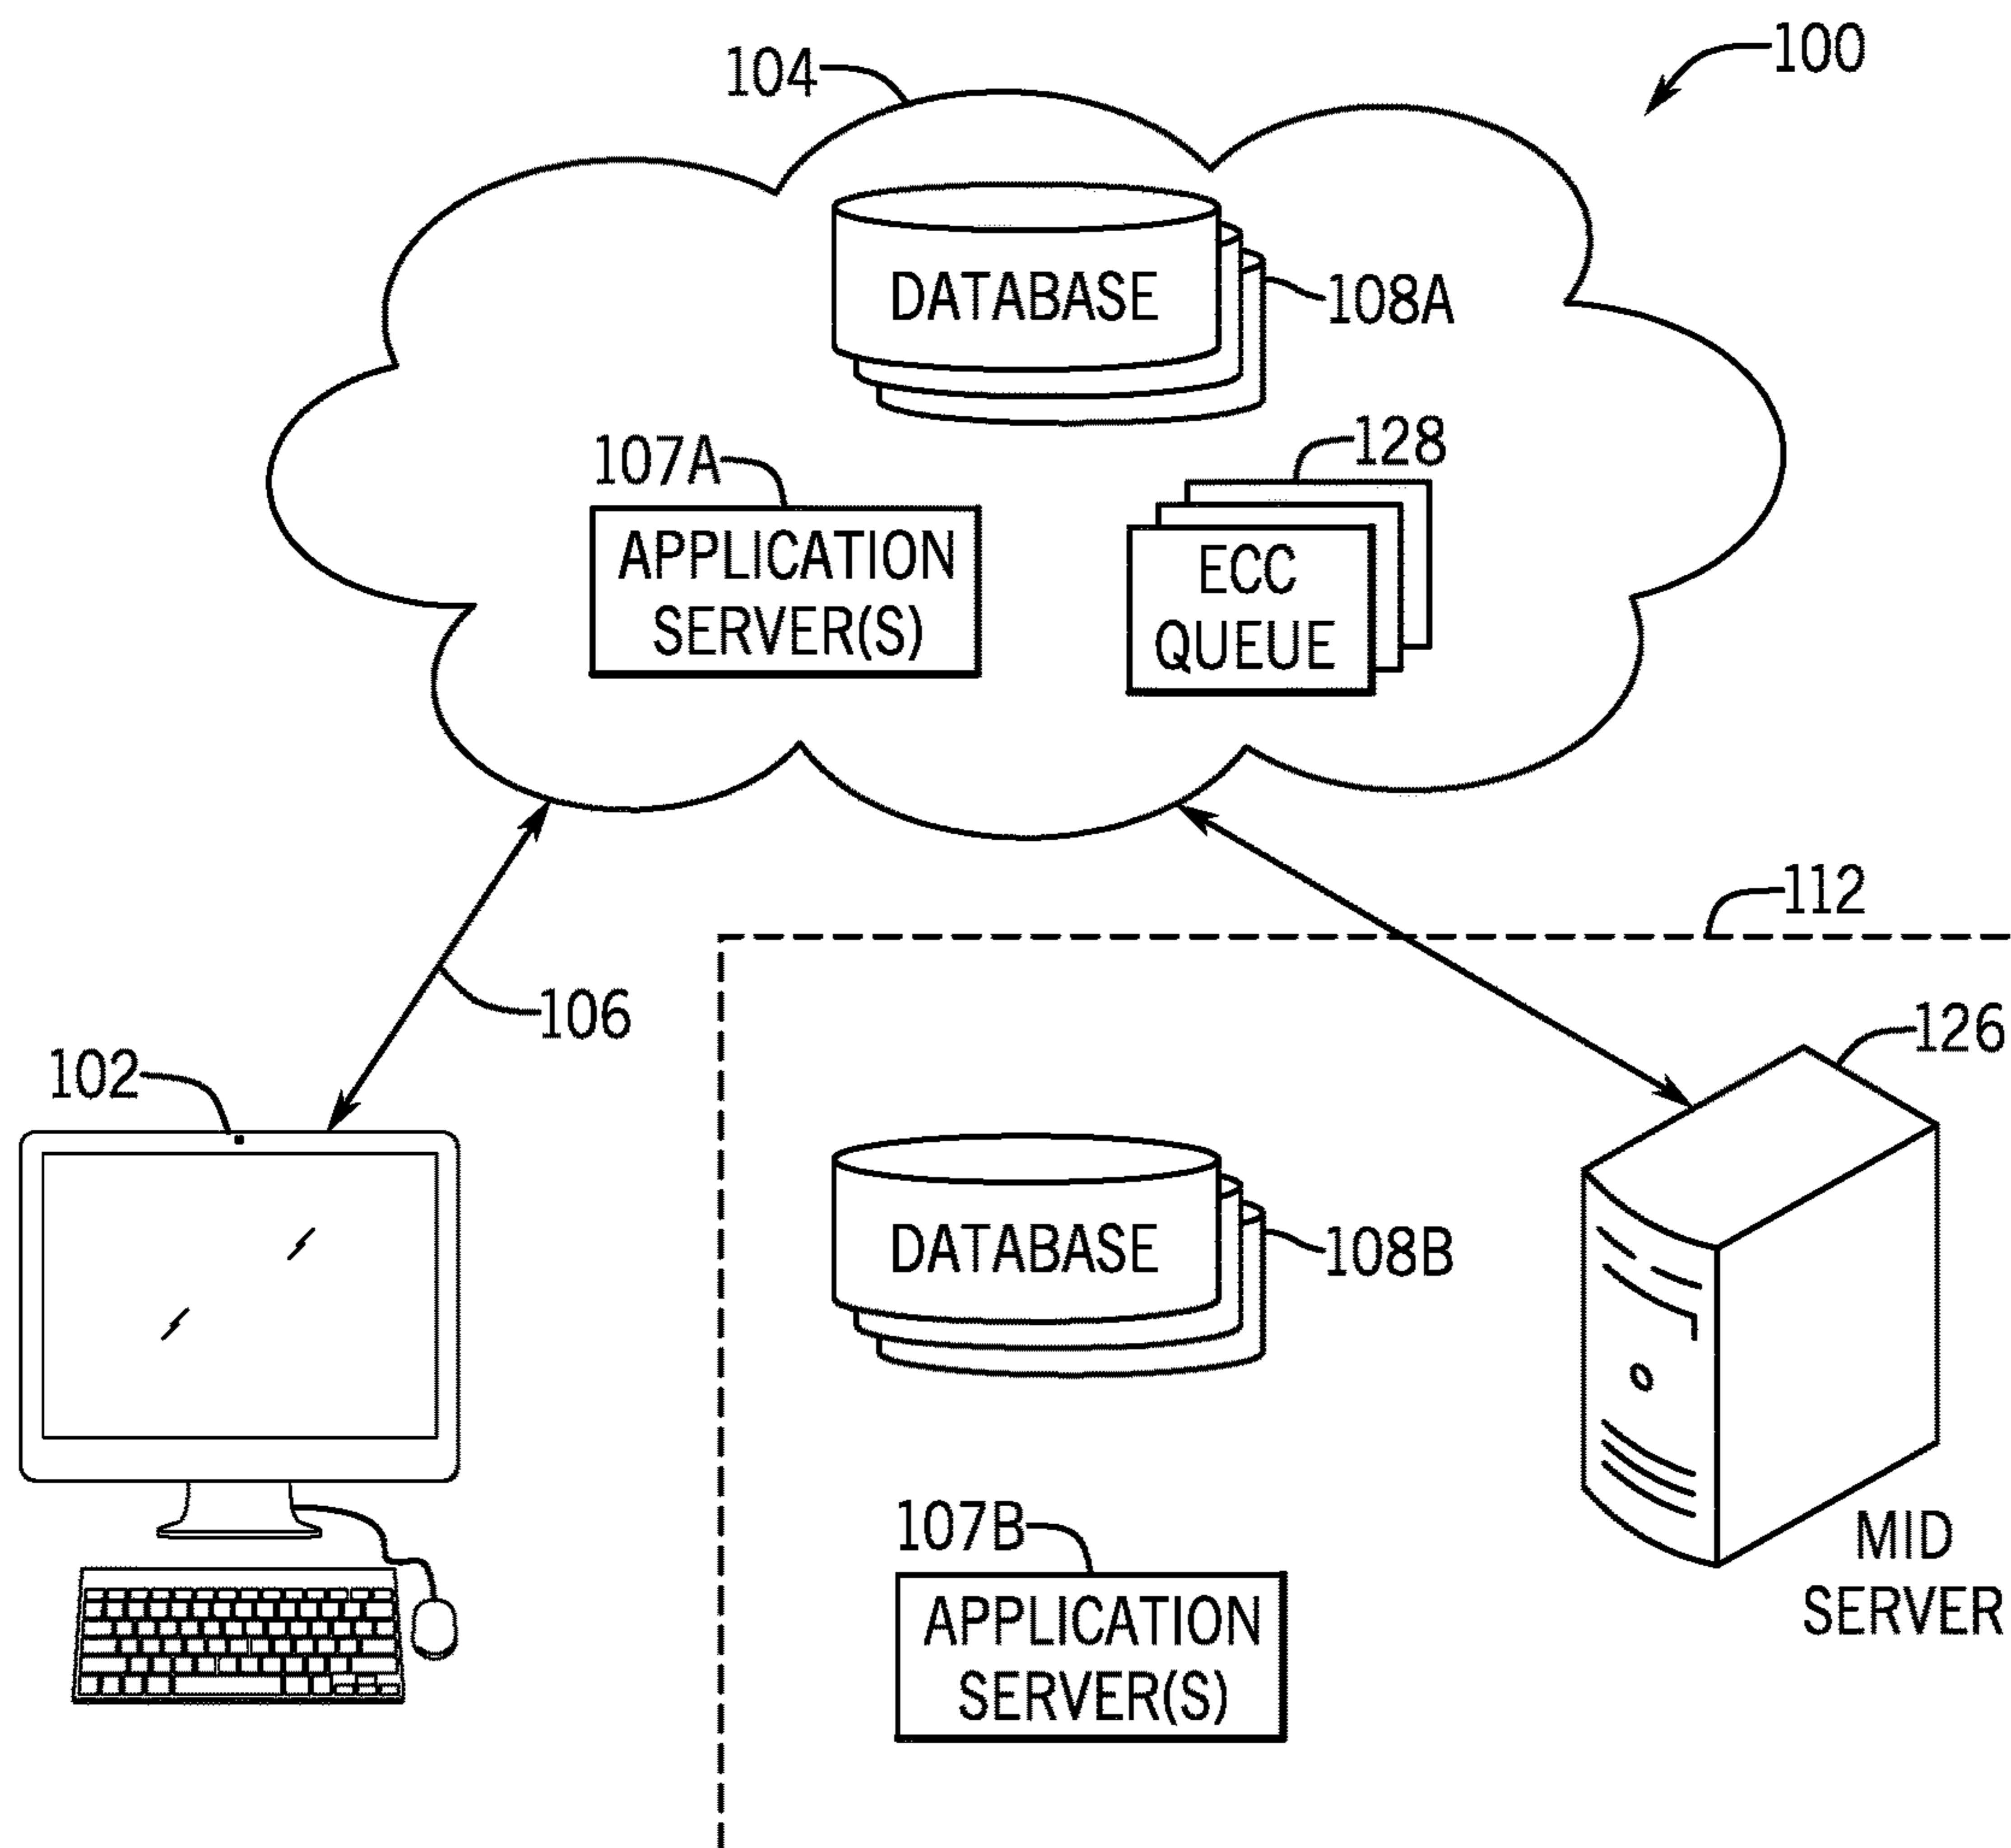 100
104
DATABASE
108A
107A
128
APPLICATION
SERVER(S)
ECC
QUEUE
112
106
126
102
DATABASE
108B
107B
MID
SERVER
APPLICATION
SERVER(S)